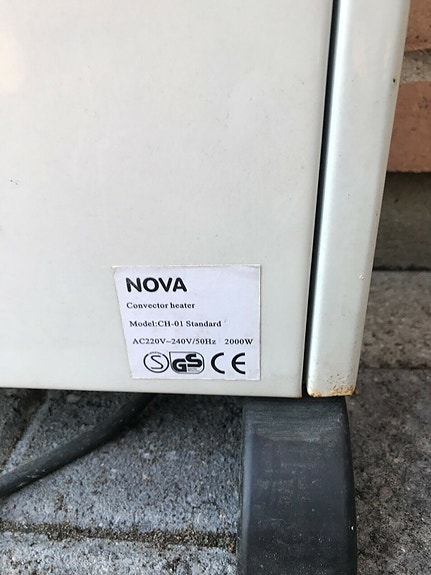 NOVA
Convector heater
Model:CH-01 Standard
AC220V~240V/50Hz 2000W
S GS CE